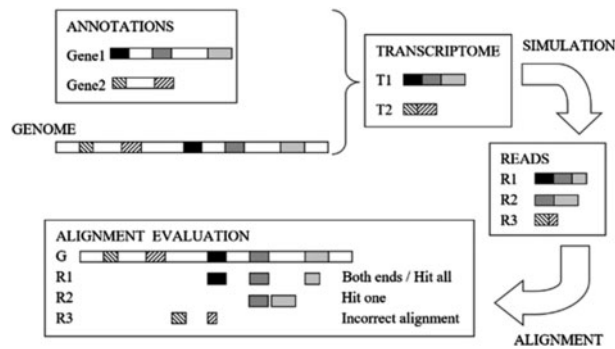 ANNOTATIONS
Gene1
Gene2
GENOME
TRANSCRIPTOME
T1
T2
SIMULATION
READS
R1
R2
R3
ALIGNMENT EVALUATION
G
R1 Both ends / Hit all
R2 Hit one
R3 Incorrect alignment
ALIGNMENT